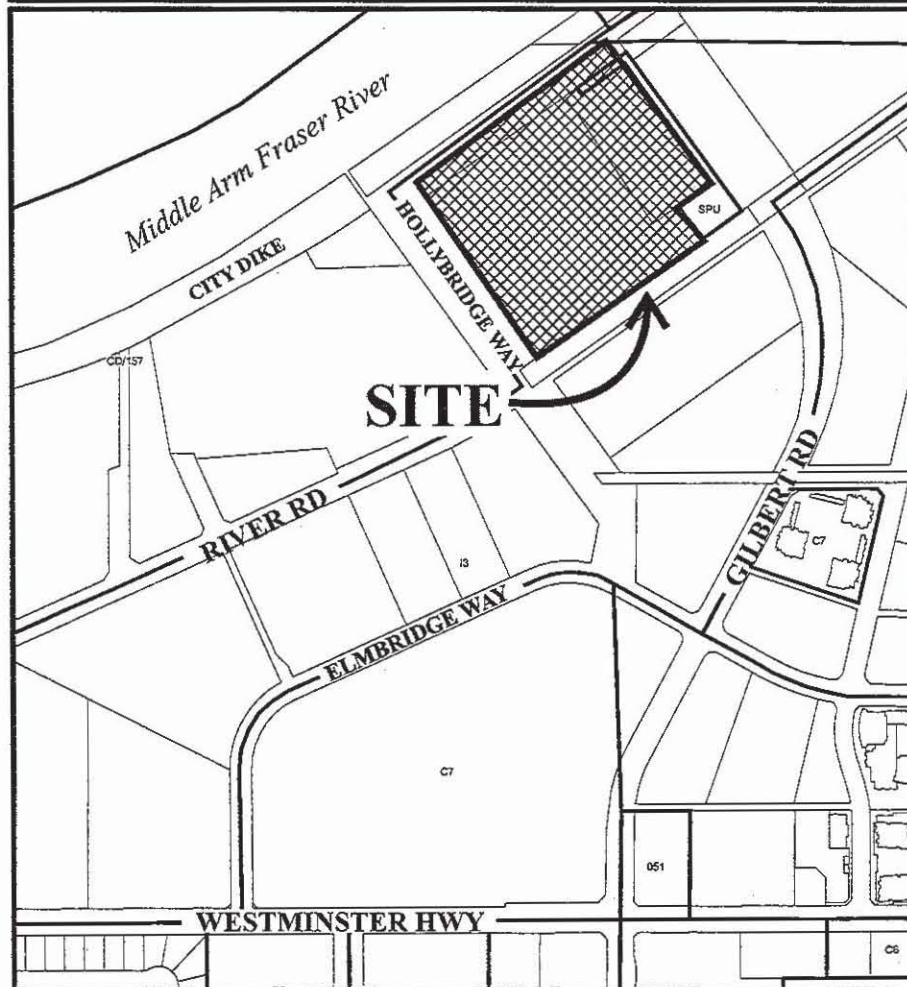 Middle Arm Fraser River
CITY DIKE
HOLLYBRIDGE WAY
SPU
CD/157
SITE
RIVER RD
GILBERT RD
C7
I3
ELMBRIDGE WAY
C7
051
WESTMINSTER HWY
C6